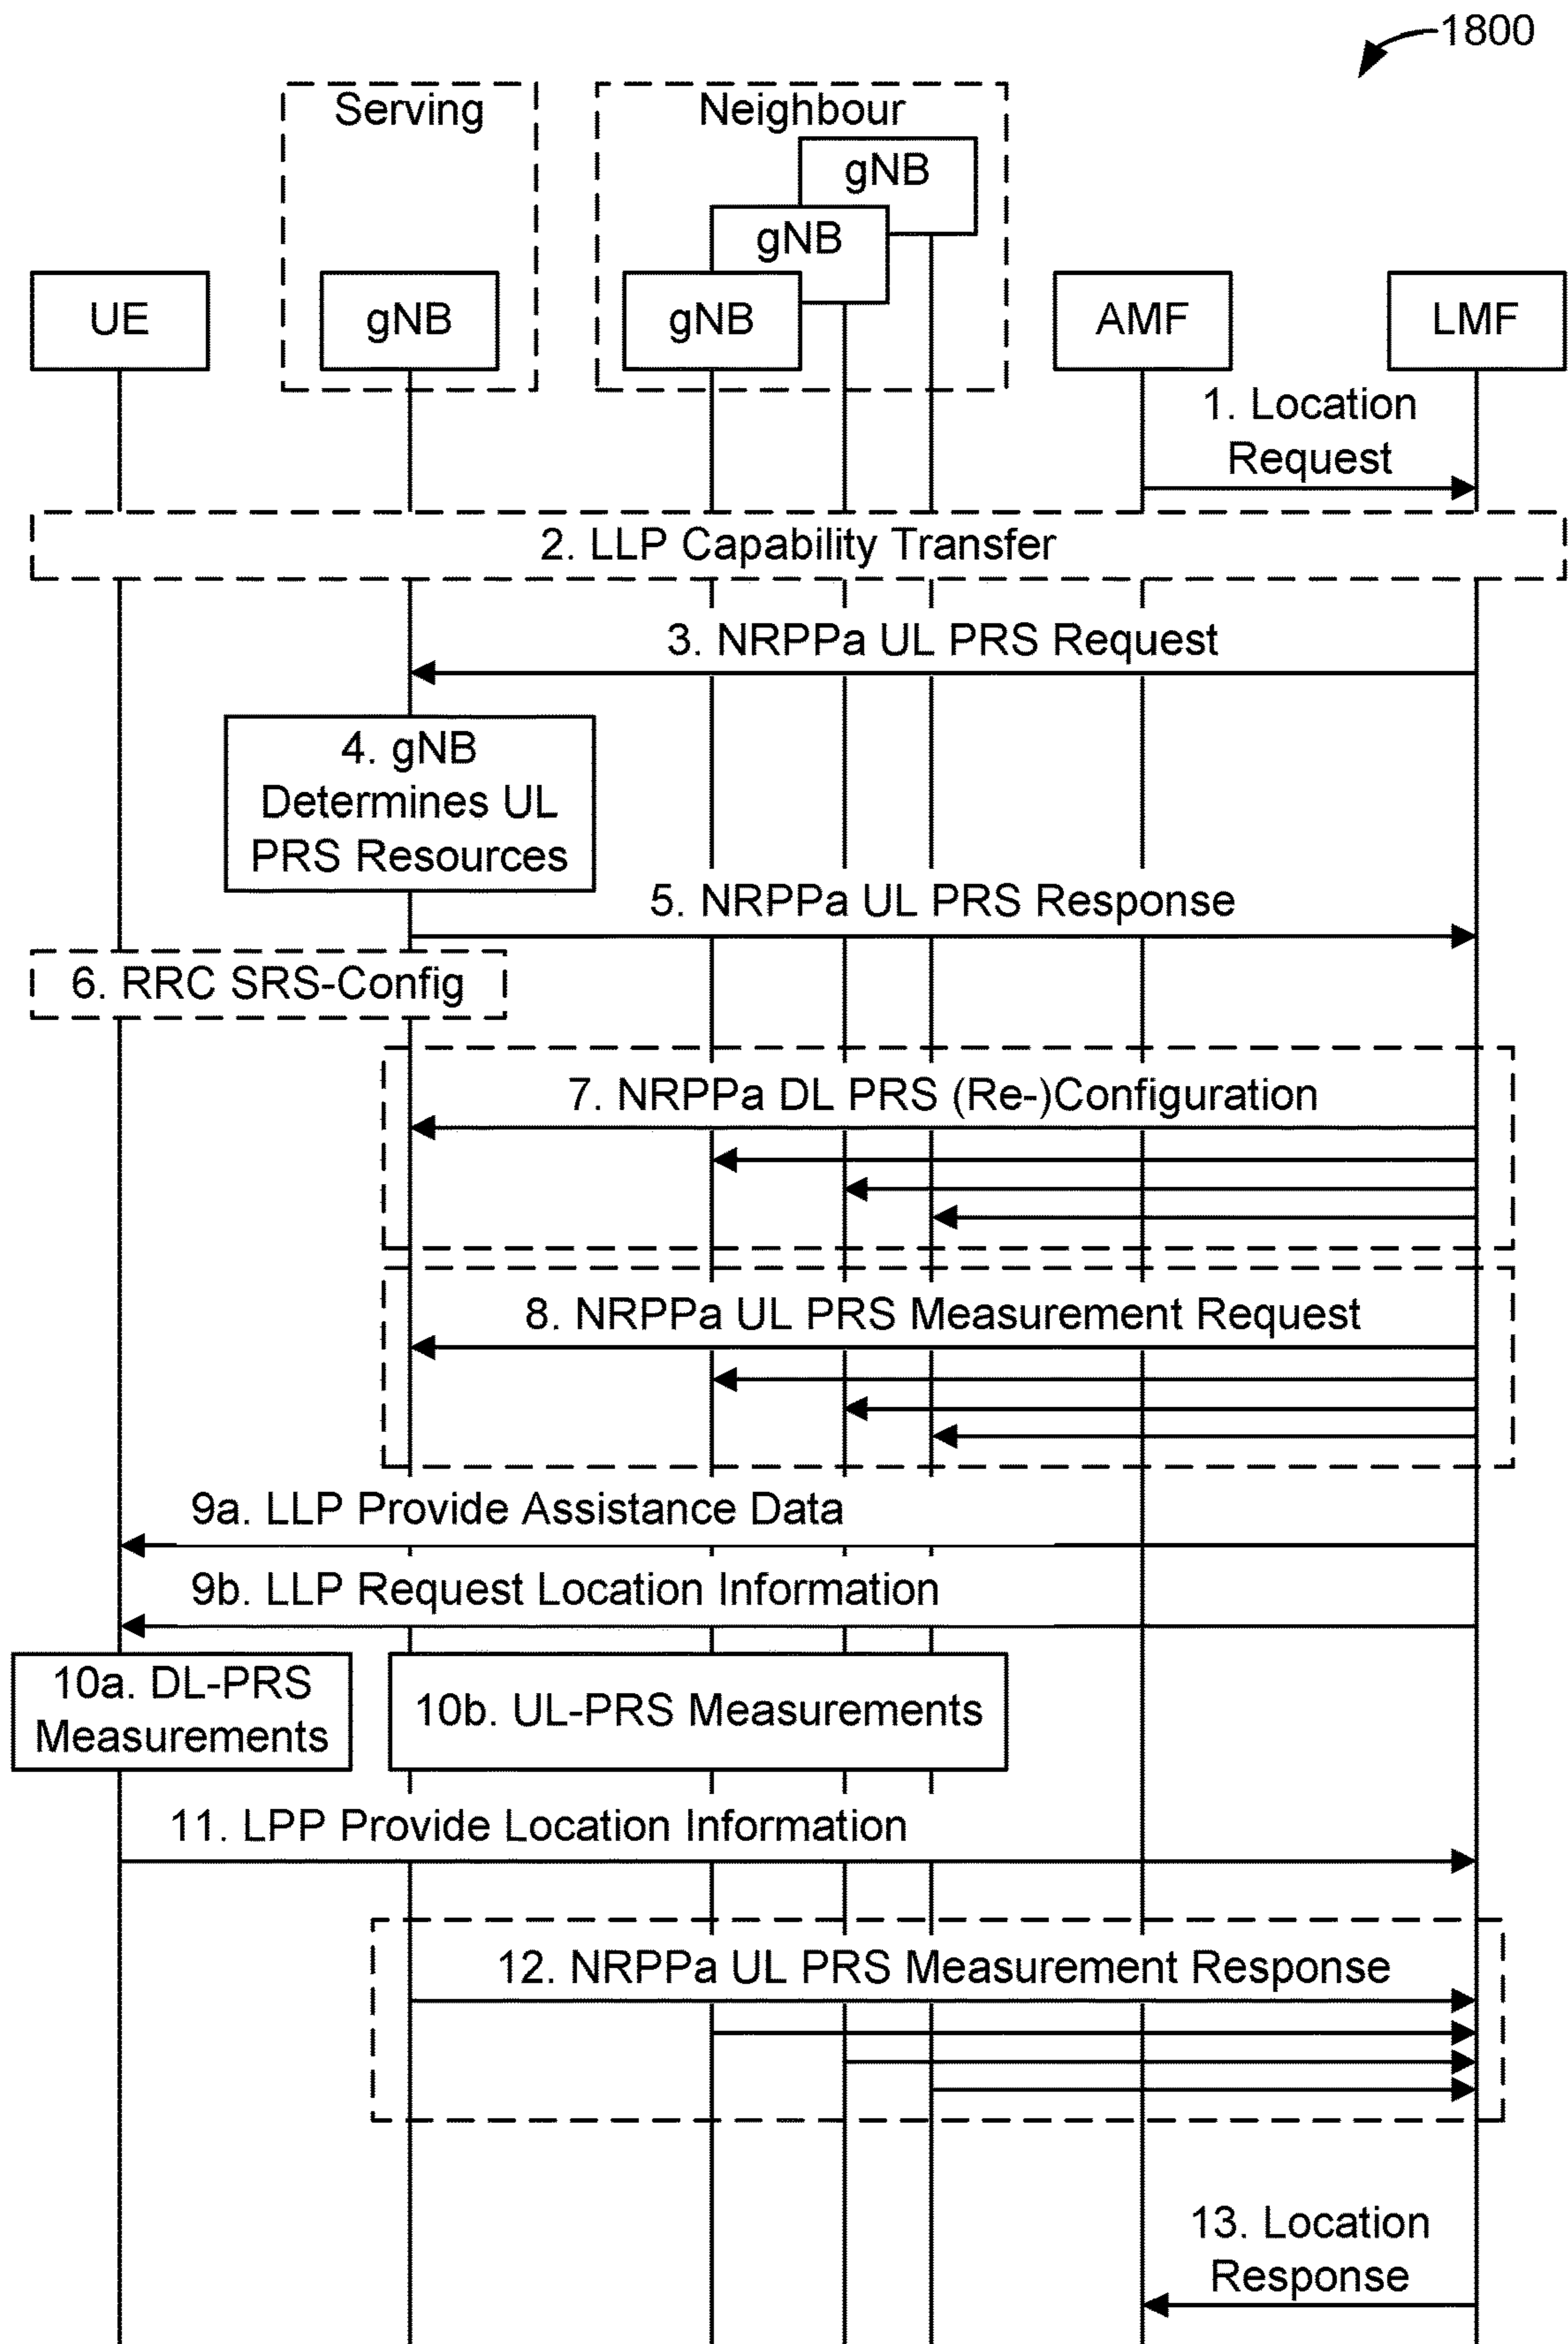 1800
Serving
Neighbour
gNB
gNB
UE
gNB
gNB
AMF
LMF
1. Location
Request
2. LLP Capability Transfer
3. NRPPa UL PRS Request
4. gNB
Determines UL
PRS Resources
5. NRPPa UL PRS Response
6. RRC SRS-Config
7. NRPPa DL PRS (Re-)Configuration
8. NRPPa UL PRS Measurement Request
9a. LLP Provide Assistance Data
9b. LLP Request Location Information
10a. DL-PRS
Measurements
10b. UL-PRS Measurements
11. LPP Provide Location Information
12. NRPPa UL PRS Measurement Response
13. Location
Response